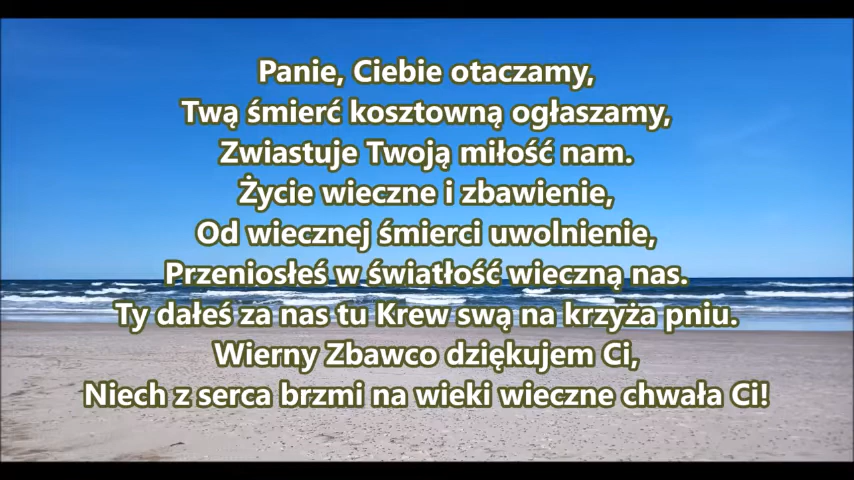 Panie, Ciebie otaczamy,
Twą śmierć kosztowną ogłaszamy,
Zwiastuje Twoją miłość nam.
Życie wieczne i zbawienie,
Od wiecznej śmierci uwolnienie,
Przeniosłeś w światłość wieczną nas.
Ty dałeś za nas tu Krew swą na krzyża pniu.
Wierny Zbawco dziękujem Ci,
Niech z serca brzmi na wieki wieczne chwała Ci!